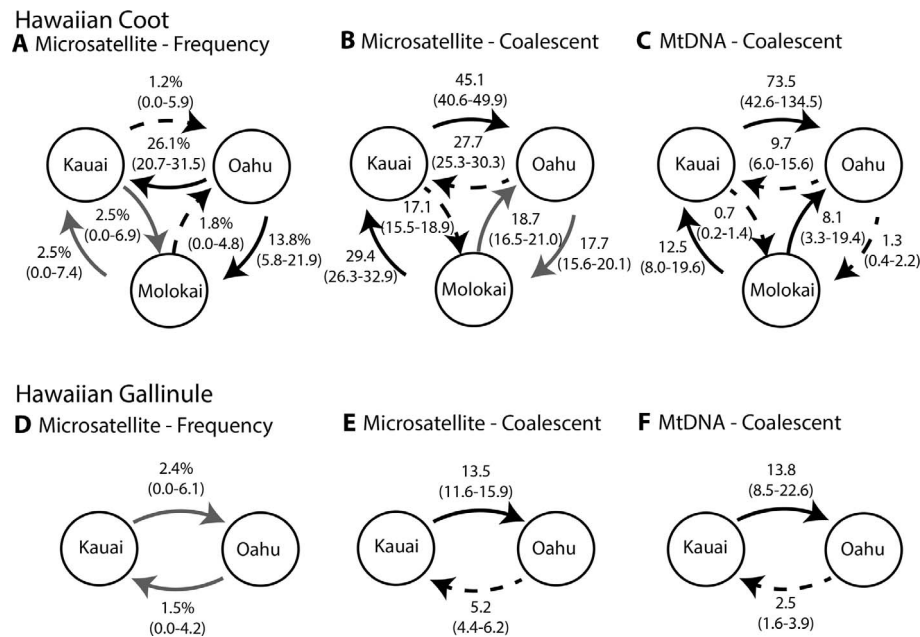 Hawaiian Coot
A Microsatellite - Frequency
B Microsatellite - Coalescent
C MtDNA - Coalescent
1.2%
(0.0-5.9)
Kauai
26.1%
(20.7-31.5)
Oahu
2.5%
(0.0-6.9)
1.8%
(0.0-4.8)
2.5%
(0.0-7.4)
13.8%
(5.8-21.9)
Molokai
45.1
(40.6-49.9)
Kauai
27.7
(25.3-30.3)
Oahu
17.1
(15.5-18.9)
18.7
(16.5-21.0)
29.4
(26.3-32.9)
17.7
(15.6-20.1)
Molokai
73.5
(42.6-134.5)
Kauai
9.7
(6.0-15.6)
Oahu
0.7
(0.2-1.4)
8.1
(3.3-19.4)
12.5
(8.0-19.6)
1.3
(0.4-2.2)
Molokai
Hawaiian Gallinule
D Microsatellite - Frequency
E Microsatellite - Coalescent
F MtDNA - Coalescent
2.4%
(0.0-6.1)
Kauai
Oahu
1.5%
(0.0-4.2)
13.5
(11.6-15.9)
Kauai
Oahu
5.2
(4.4-6.2)
13.8
(8.5-22.6)
Kauai
Oahu
2.5
(1.6-3.9)